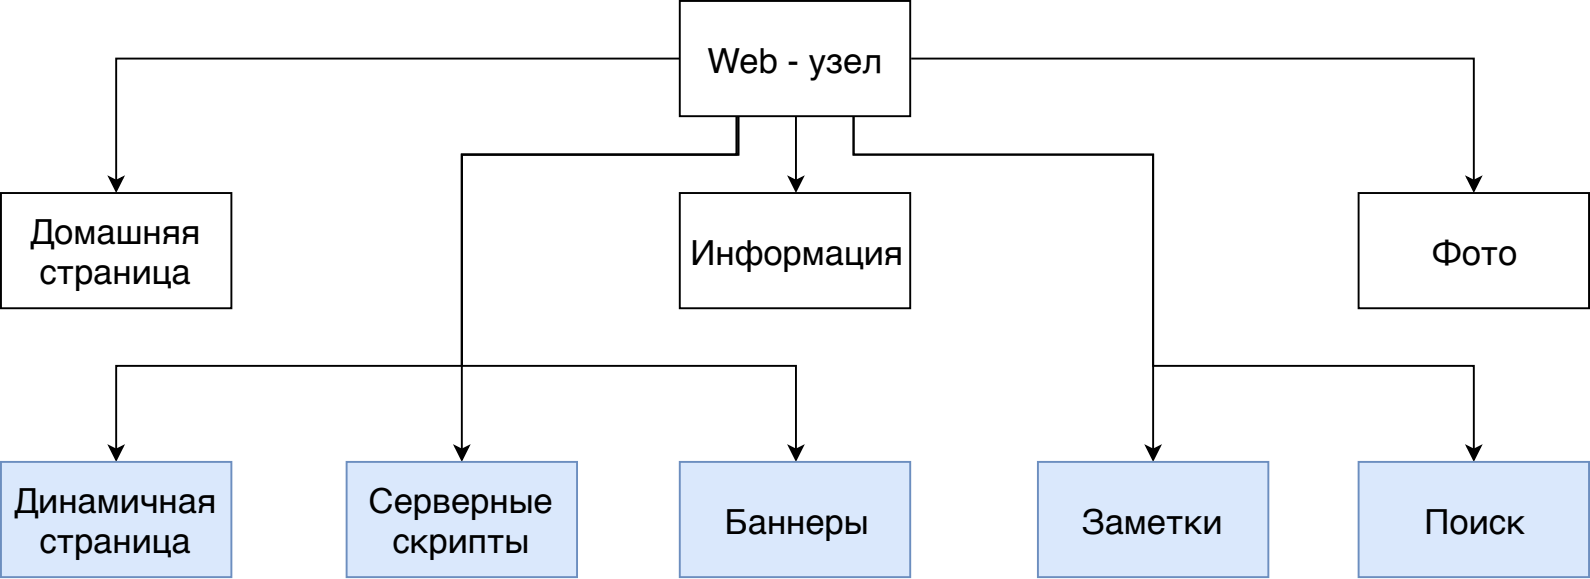 Web - узел
Домашняя
страница
Информация
Фото
Динамичная
страница
Серверные
скрипты
Баннеры
Заметки
Поиск